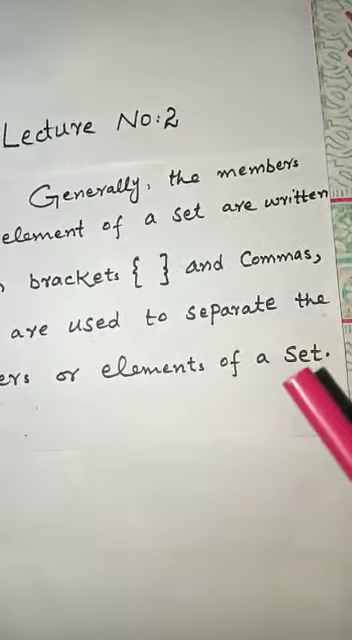 Lecture No:2
Generally, the members
element of a set are written
brackets { } and Commas,
are used to separate the
or elements of a set.